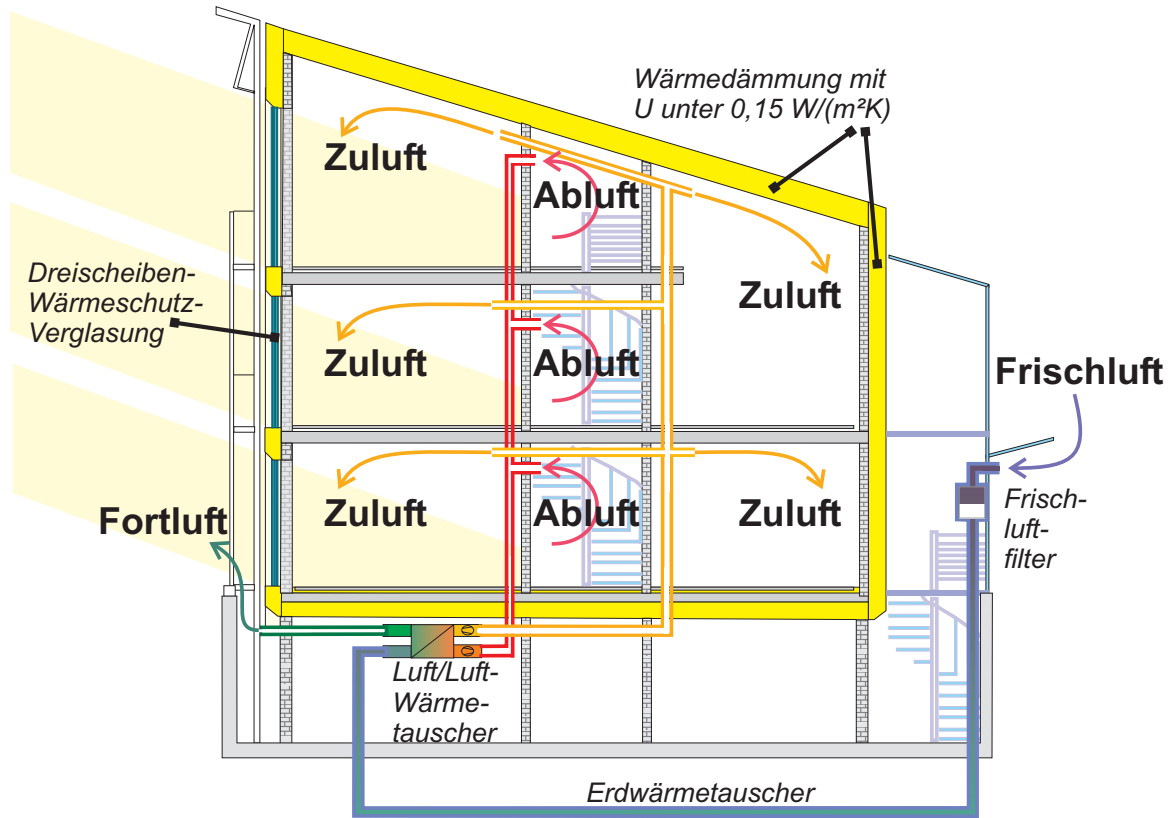 Wärmedämmung mit
U unter 0,15 W/(m²K)
Zuluft
Abluft
Dreischeiben-
Wärmeschutz-
Verglasung
Zuluft
Zuluft
Abluft
Frischluft
Zuluft
Abluft
Zuluft
Fortluft
Frisch-
luft-
filter
Luft/Luft-
Wärme-
tauscher
Erdwärmetauscher